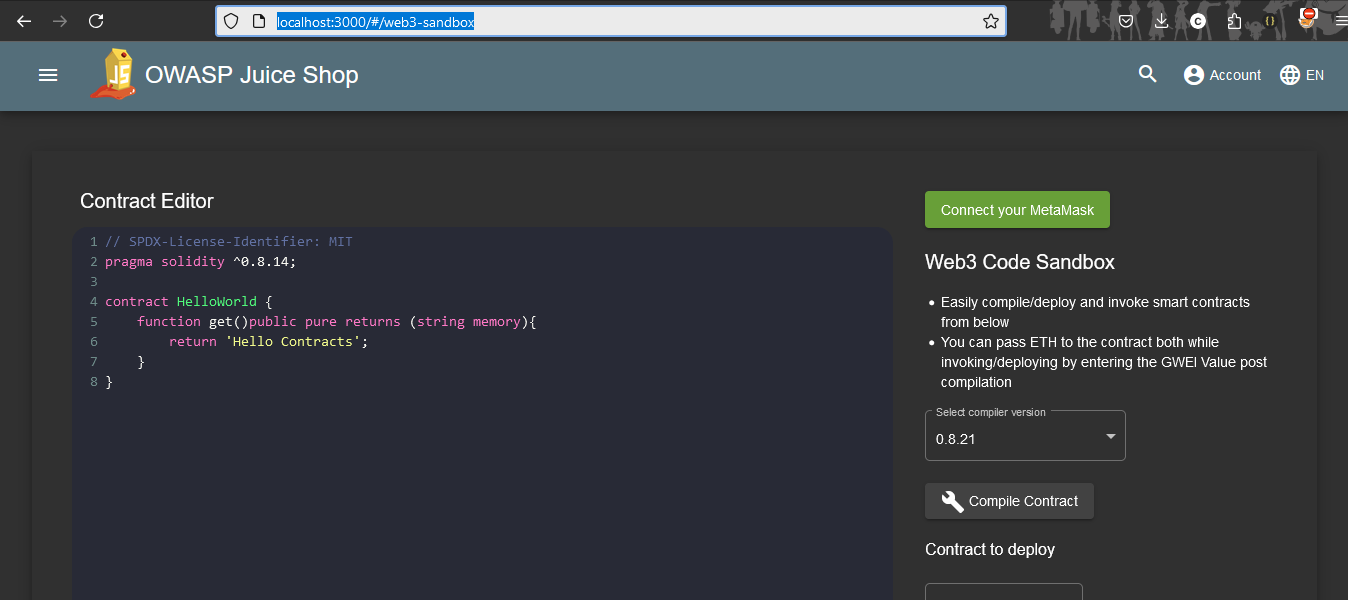 localhost:3000/#/web3-sandbox
C
{}
JS
OWASP Juice Shop
Account
EN
Contract Editor
1 // SPDX-License-Identifier: MIT
2 pragma solidity ^0.8.14;
3
4 contract HelloWorld {
5     function get()public pure returns (string memory){
6         return 'Hello Contracts';
7     }
8 }
Connect your MetaMask
Web3 Code Sandbox
• Easily compile/deploy and invoke smart contracts
from below
• You can pass ETH to the contract both while
invoking/deploying by entering the GWEI Value post
compilation
Select compiler version
0.8.21
Compile Contract
Contract to deploy